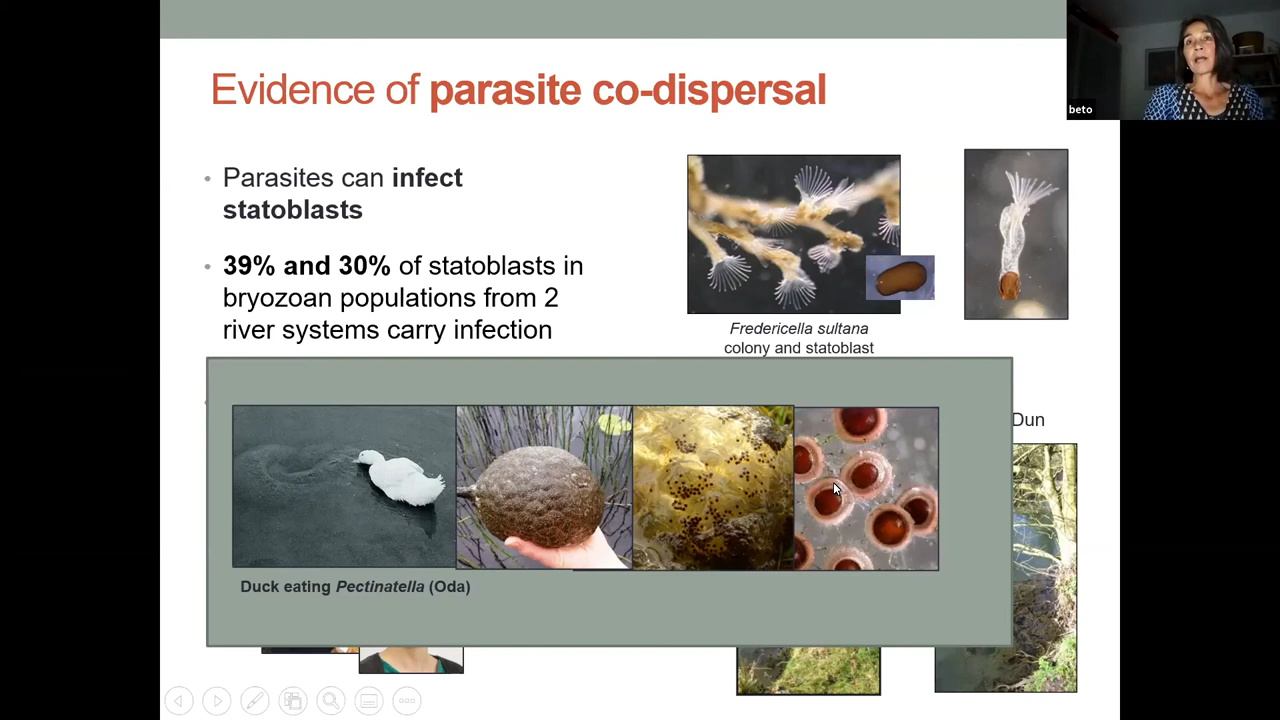 beto
Evidence of parasite co-dispersal
Parasites can infect
statoblasts
39% and 30% of statoblasts in
bryozoan populations from 2
river systems carry infection
Fredericella sultana
colony and statoblast
Dun
Duck eating Pectinatella (Oda)